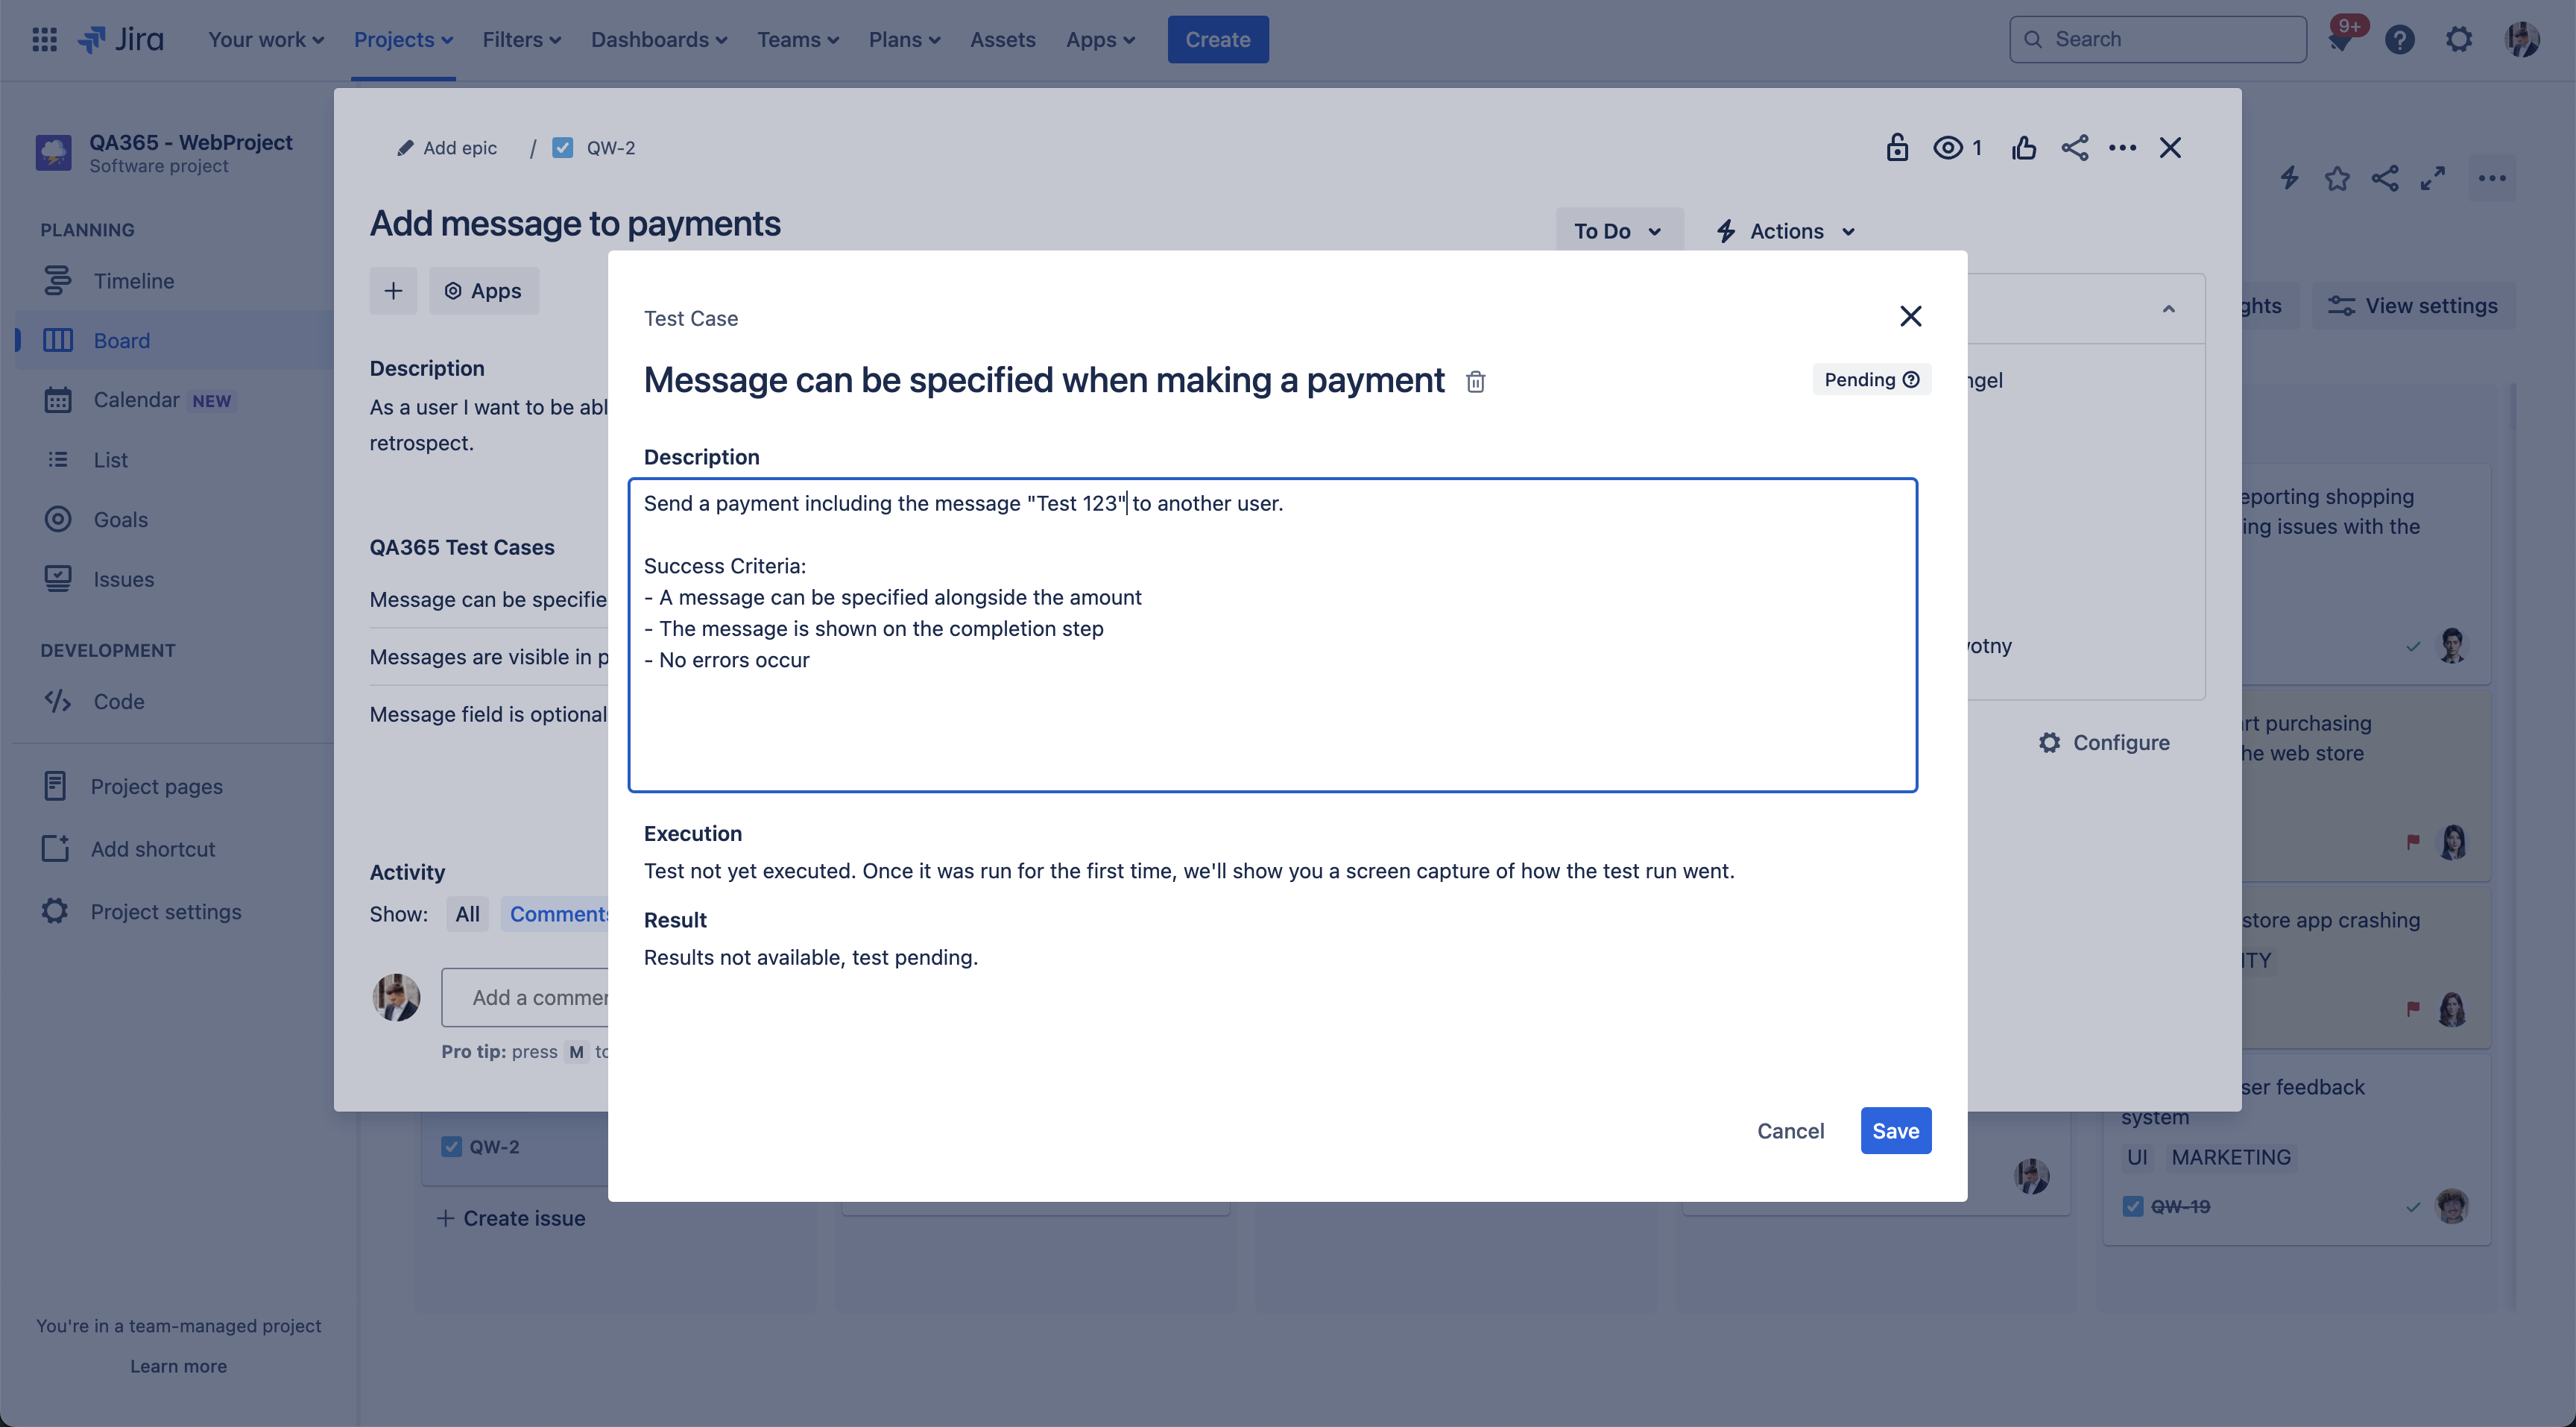 Jira
Your work
Projects
Filters
Dashboards
Teams
Plans
Assets
Apps
Create
Search
9+
QA365 - WebProject
Software project
PLANNING
Timeline
Board
Calendar NEW
List
Goals
Issues
DEVELOPMENT
Code
Project pages
Add shortcut
Project settings
You're in a team-managed project
Learn more
Add epic / QW-2
1
Add message to payments
To Do
Actions
Apps
Description
As a user I want to be abl
retrospect.
QA365 Test Cases
Message can be specifie
Messages are visible in p
Message field is optional
Activity
Show: All Comments
Add a commen
Pro tip: press M to
Test Case
Message can be specified when making a payment
Pending
Description
Send a payment including the message "Test 123" to another user.
Success Criteria:
- A message can be specified alongside the amount
- The message is shown on the completion step
- No errors occur
Execution
Test not yet executed. Once it was run for the first time, we'll show you a screen capture of how the test run went.
Result
Results not available, test pending.
Cancel
Save
ngel
votny
Configure
ghts
View settings
eporting shopping
ing issues with the
rt purchasing
he web store
store app crashing
ITY
ser feedback
system
UI MARKETING
QW-19
QW-2
Create issue